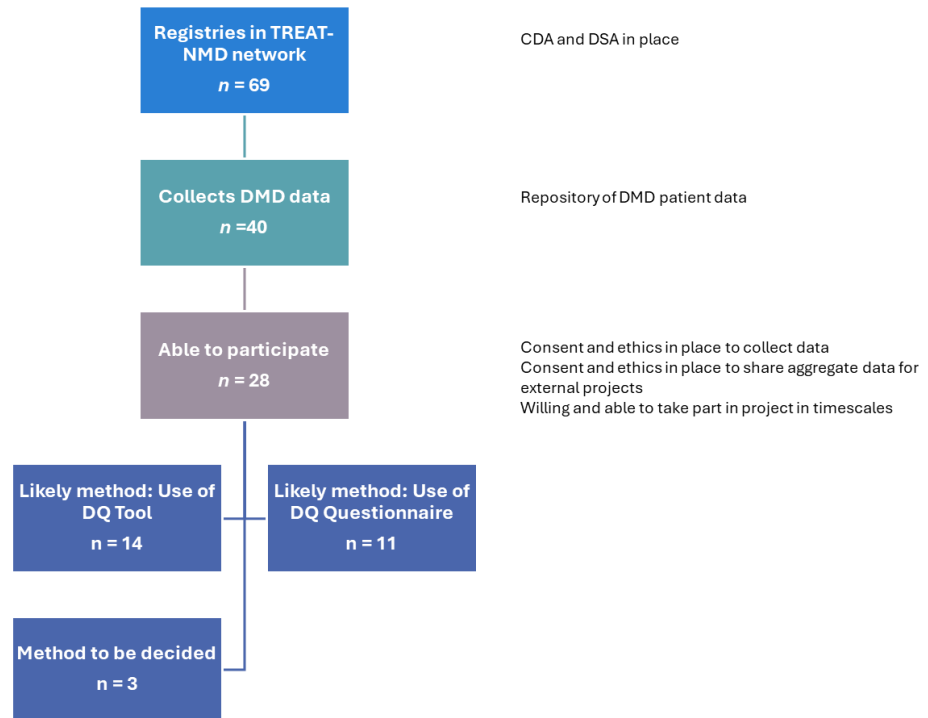 Registries in TREAT-
NMD network
n = 69
CDA and DSA in place
Collects DMD data
n =40
Repository of DMD patient data
Able to participate
n = 28
Consent and ethics in place to collect data
Consent and ethics in place to share aggregate data for
external projects
Willing and able to take part in project in timescales
Likely method: Use of
DQ Tool
n = 14
Likely method: Use of
DQ Questionnaire
n = 11
Method to be decided
n = 3